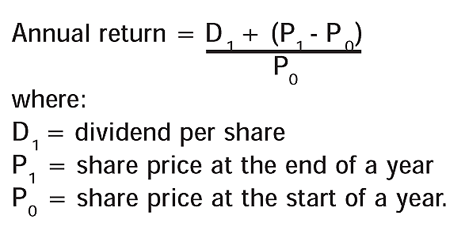 Annual return = D₁ + (P₁ - P₀)
P₀
where:
D₁ = dividend per share
P₁ = share price at the end of a year
P₀ = share price at the start of a year.